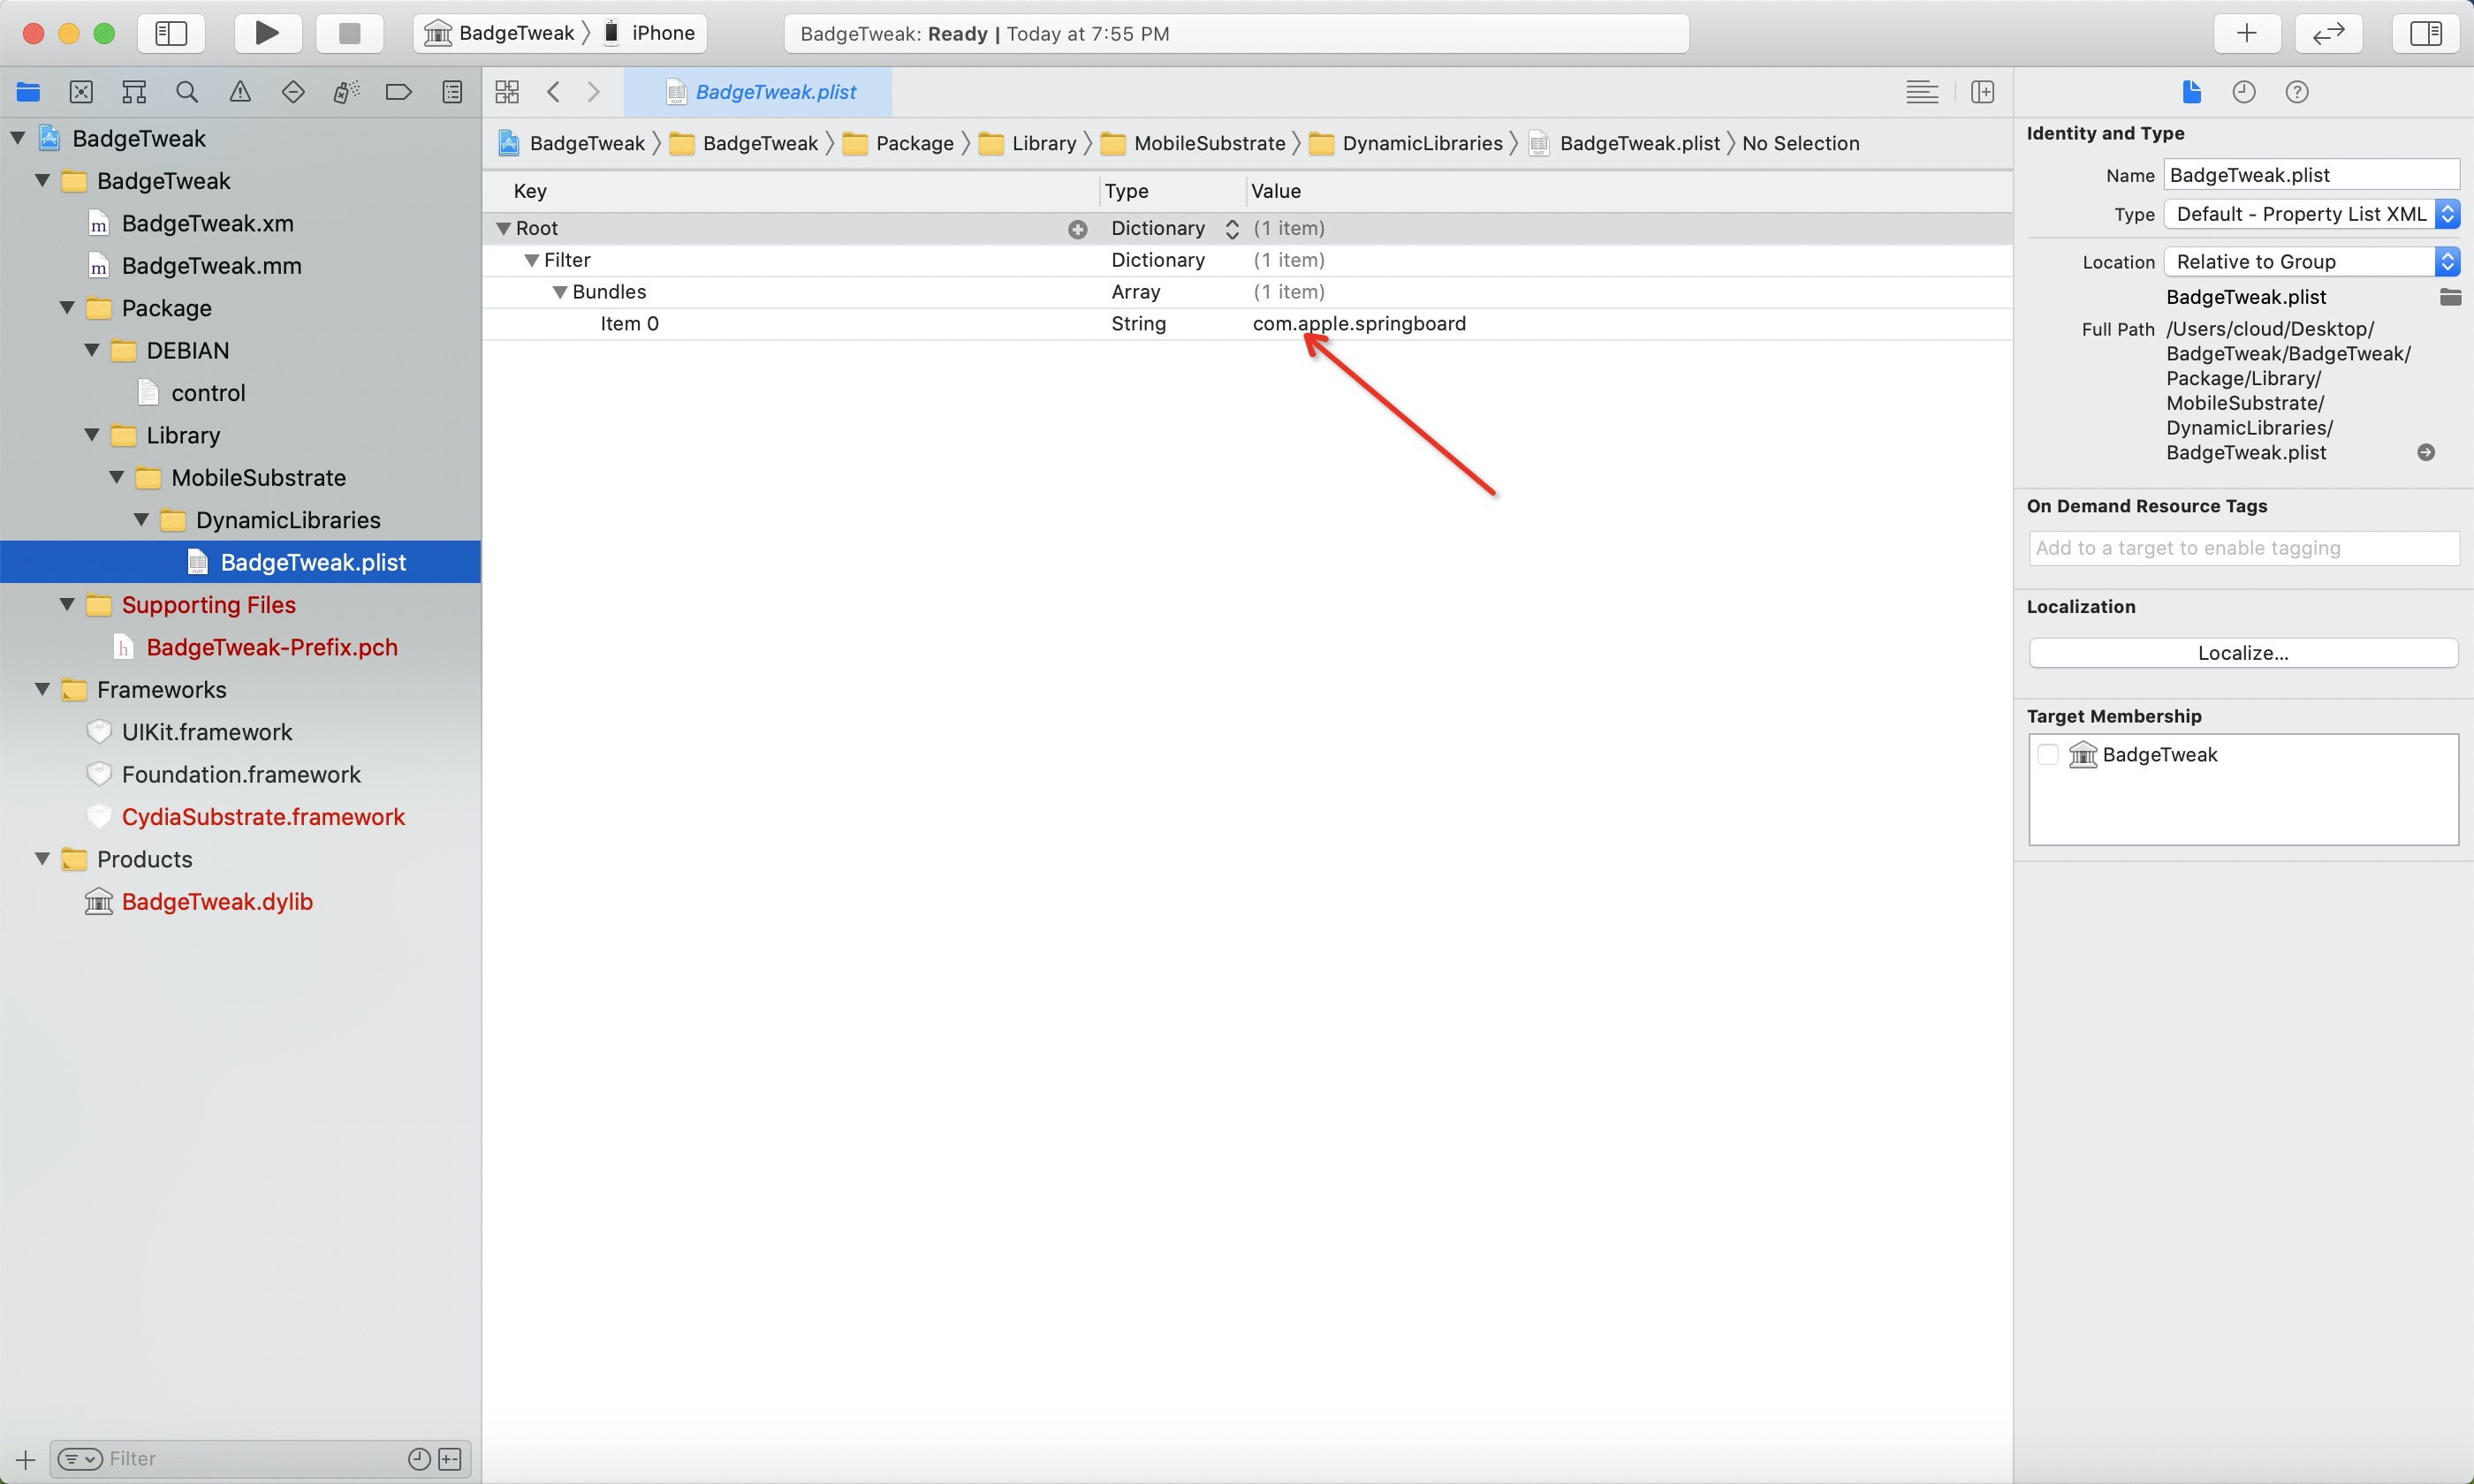 BadgeTweak iPhone
BadgeTweak: Ready | Today at 7:55 PM
BadgeTweak
BadgeTweak
BadgeTweak.xm
BadgeTweak.mm
Package
DEBIAN
control
Library
MobileSubstrate
DynamicLibraries
BadgeTweak.plist
Supporting Files
BadgeTweak-Prefix.pch
Frameworks
UIKit.framework
Foundation.framework
CydiaSubstrate.framework
Products
BadgeTweak.dylib
Filter
BadgeTweak.plist
BadgeTweak BadgeTweak Package Library MobileSubstrate DynamicLibraries BadgeTweak.plist No Selection
Key Type Value
Root Dictionary (1 item)
Filter Dictionary (1 item)
Bundles Array (1 item)
Item 0 String com.apple.springboard
Identity and Type
Name BadgeTweak.plist
Type Default - Property List XML
Location Relative to Group
BadgeTweak.plist
Full Path /Users/cloud/Desktop/
BadgeTweak/BadgeTweak/
Package/Library/
MobileSubstrate/
DynamicLibraries/
BadgeTweak.plist
On Demand Resource Tags
Add to a target to enable tagging
Localization
Localize...
Target Membership
BadgeTweak